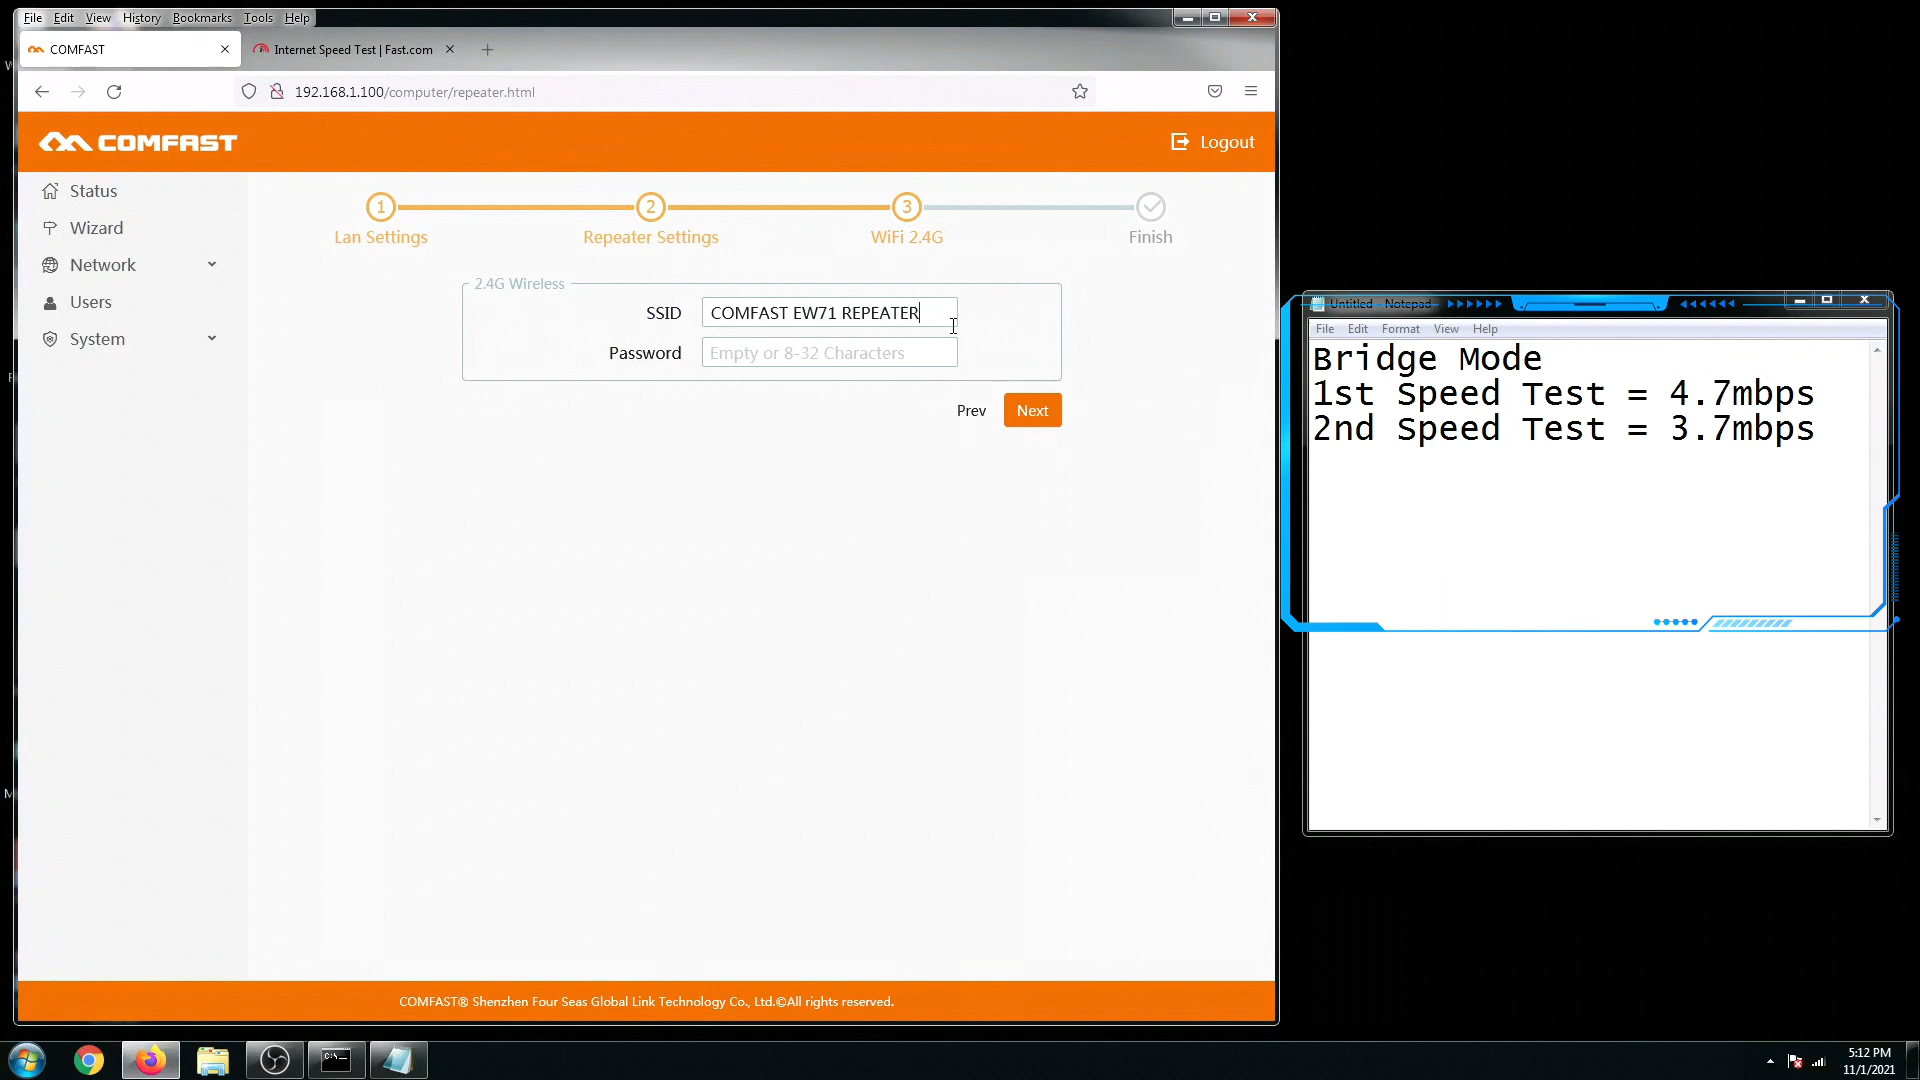 File Edit View History Bookmarks Tools Help
COMFAST
Internet Speed Test | Fast.com
192.168.1.100/computer/repeater.html
COMFAST
Logout
Status
Wizard
Network
Users
System
1
2
3
Lan Settings
Repeater Settings
WiFi 2.4G
Finish
2.4G Wireless
SSID
COMFAST EW71 REPEATER
Password
Empty or 8-32 Characters
Prev
Next
COMFAST® Shenzhen Four Seas Global Link Technology Co., Ltd.©All rights reserved.
Untitled - Notepad
File Edit Format View Help
Bridge Mode
1st Speed Test = 4.7mbps
2nd Speed Test = 3.7mbps
C:\
5:12 PM
11/1/2021